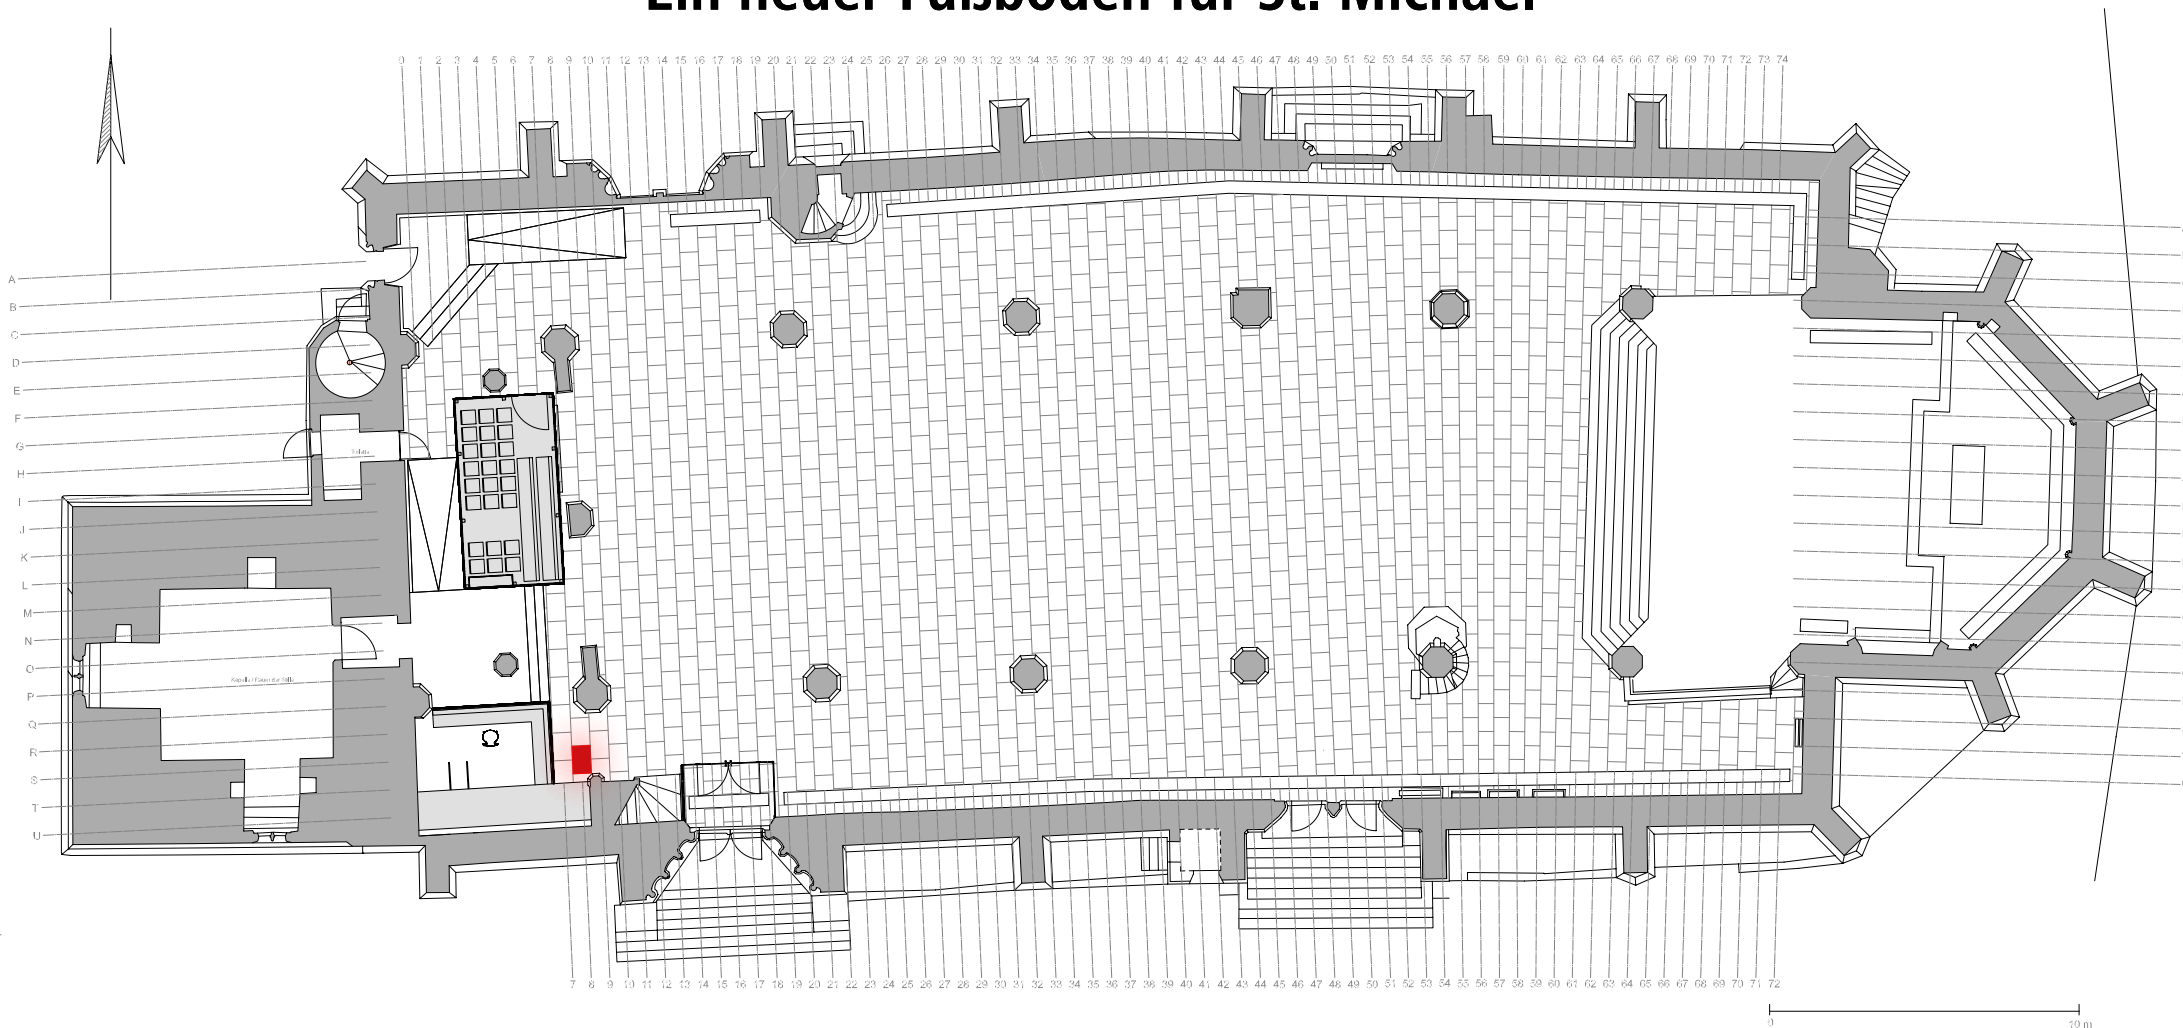 Ein neuer Fußboden für St. Michael
0 1 2 3 4 5 6 7 8 9 10 11 12 13 14 15 16 17 18 19 20 21 22 23 24 25 26 27 28 29 30 31 32 33 34 35 36 37 38 39 40 41 42 43 44 45 46 47 48 49 50 51 52 53 54 55 56 57 58 59 60 61 62 63 64 65 66 67 68 69 70 71 72 73 74
A
B
C
D
E
F
G
H
I
J
K
L
M
N
O
P
Q
R
S
T
U
7 8 9 10 11 12 13 14 15 16 17 18 19 20 21 22 23 24 25 26 27 28 29 30 31 32 33 34 35 36 37 38 39 40 41 42 43 44 45 46 47 48 49 50 51 52 53 54 55 56 57 58 59 60 61 62 63 64 65 66 67 68 69 70 71 72
0 10 m